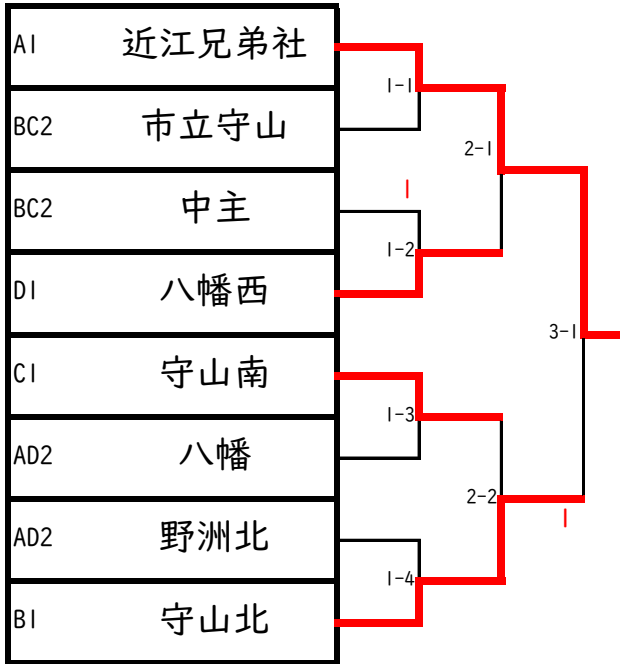 A1 近江兄弟社
BC2 市立守山
BC2 中主
D1 八幡西
C1 守山南
AD2 八幡
AD2 野洲北
B1 守山北
1-1
2-1
1
1-2
3-1
1-3
2-2
1
1-4